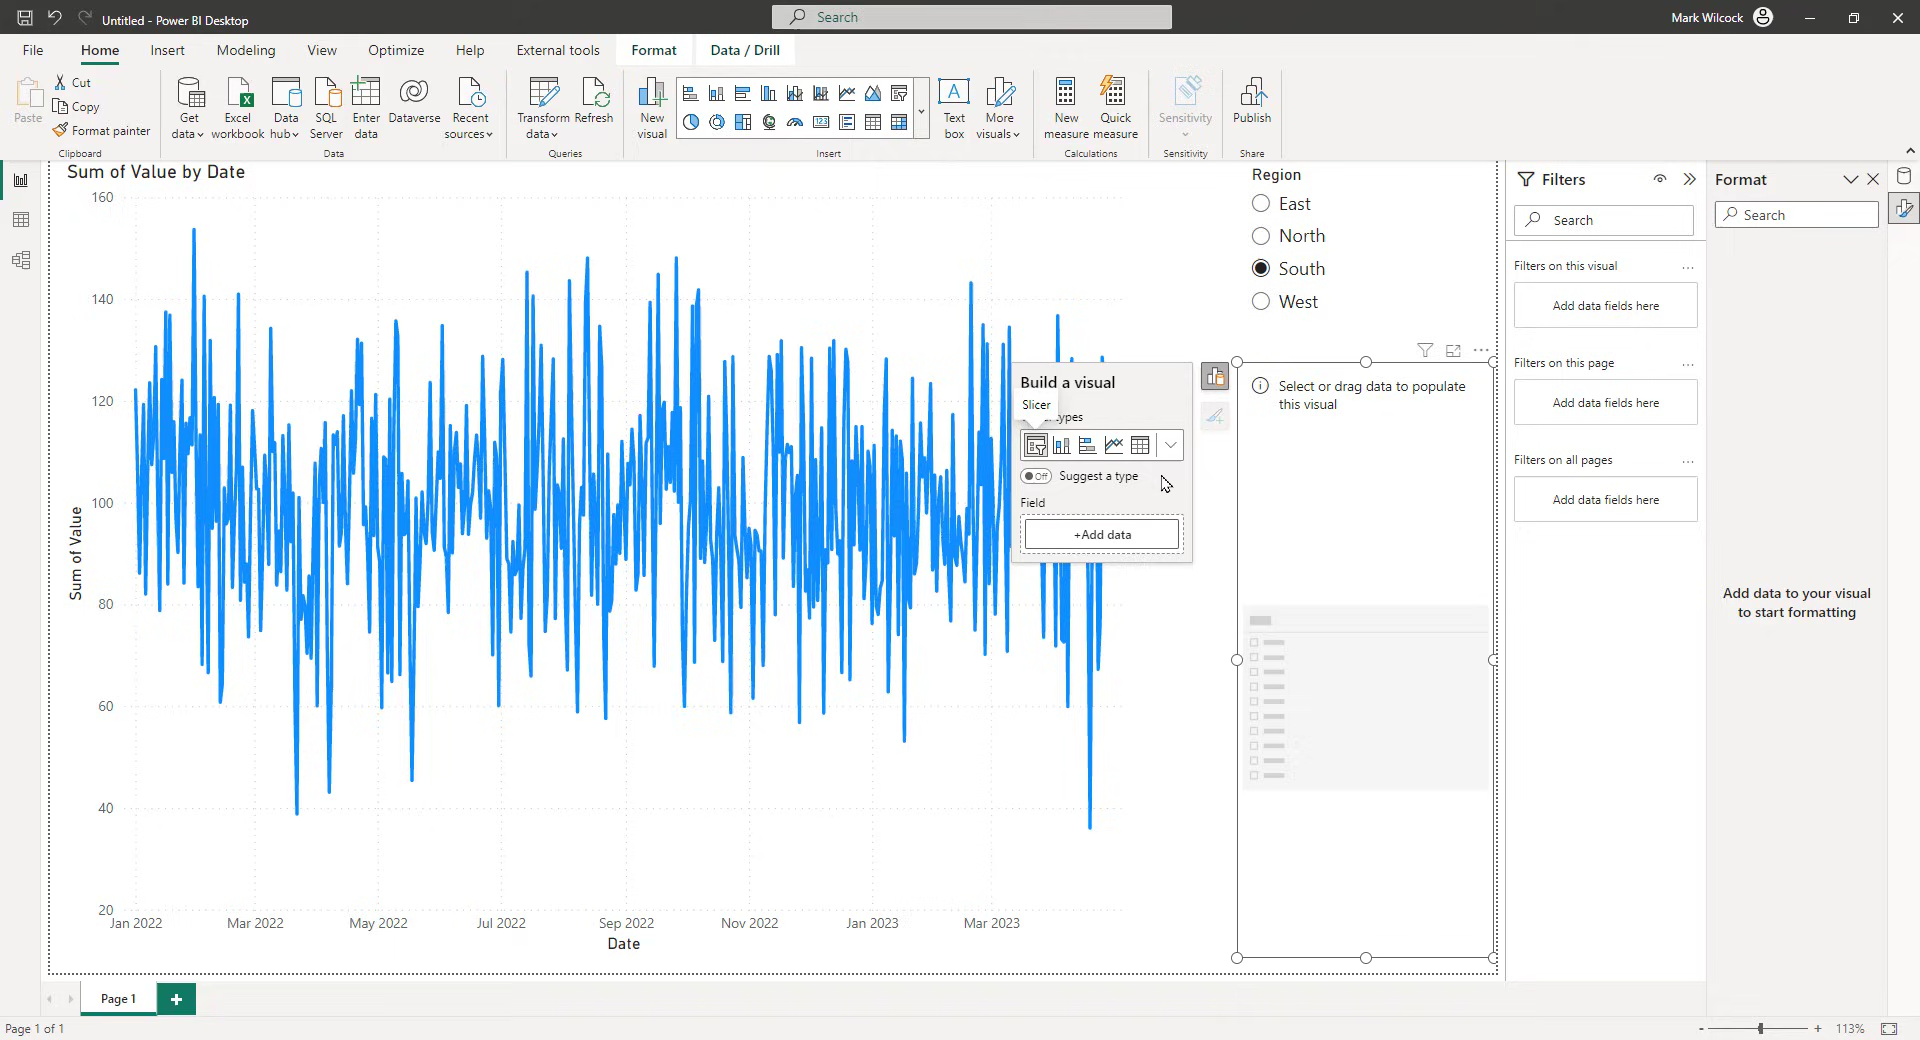 Untitled - Power BI Desktop
Search
Mark Wilcock
File
Home
Insert
Modeling
View
Optimize
Help
External tools
Format
Data / Drill
Paste
Cut
Copy
Format painter
Clipboard
Get data
Excel workbook
Data hub
SQL Server
Enter data
Dataverse
Recent sources
Data
Transform data
Refresh
Queries
New visual
Text box
More visuals
Insert
New measure
Quick measure
Calculations
Sensitivity
Sensitivity
Publish
Share
Sum of Value by Date
160
140
120
100
80
60
40
20
Sum of Value
Jan 2022
Mar 2022
May 2022
Jul 2022
Sep 2022
Nov 2022
Jan 2023
Mar 2023
Date
Region
East
North
South
West
Build a visual
Slicer
types
Off
Suggest a type
Field
+Add data
Select or drag data to populate
this visual
Filters
Search
Filters on this visual
Add data fields here
Filters on this page
Add data fields here
Filters on all pages
Add data fields here
Format
Search
Add data to your visual
to start formatting
Page 1
Page 1 of 1
- + 113%